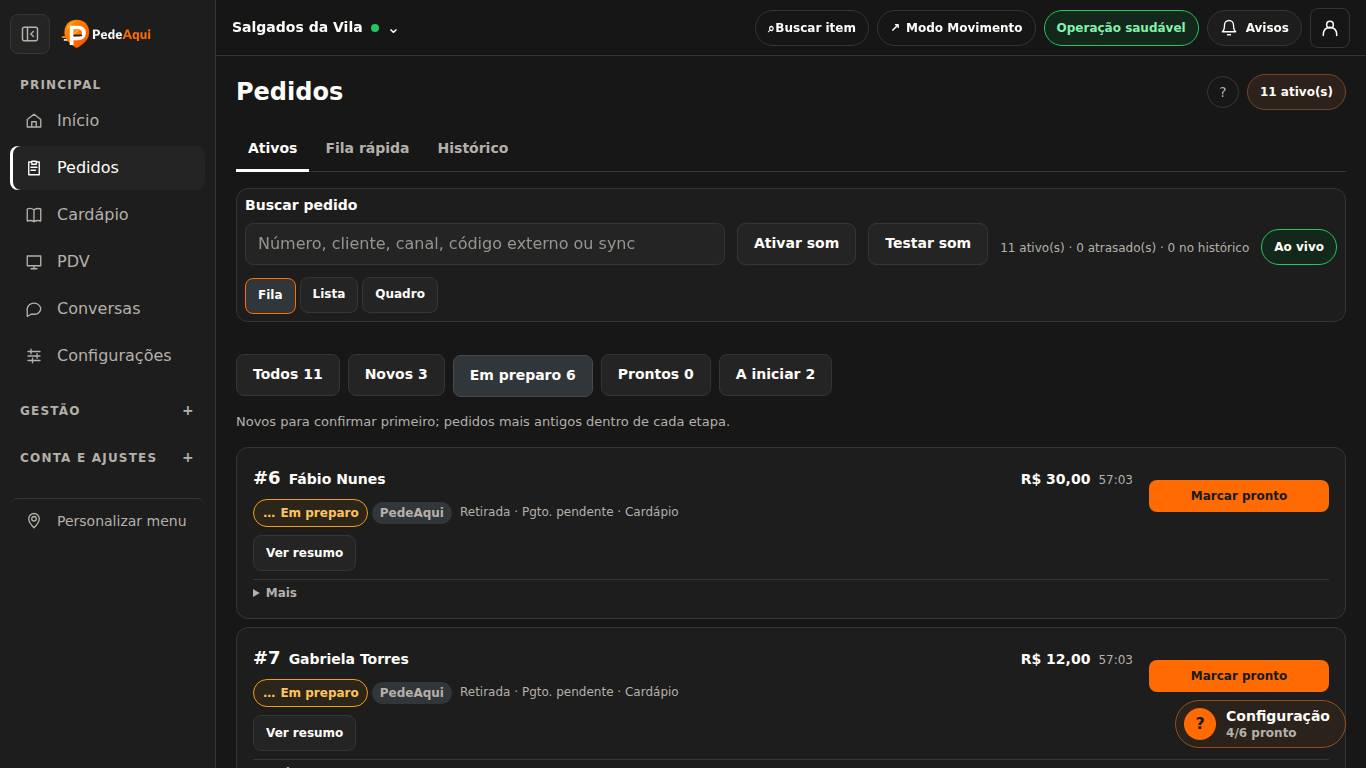 PedeAqui
PRINCIPAL
Início
Pedidos
Cardápio
PDV
Conversas
Configurações
GESTÃO +
CONTA E AJUSTES +
Personalizar menu
Salgados da Vila
Buscar item
↗ Modo Movimento
Operação saudável
Avisos
Pedidos
?
11 ativo(s)
Ativos
Fila rápida
Histórico
Buscar pedido
Número, cliente, canal, código externo ou sync
Ativar som
Testar som
11 ativo(s) · 0 atrasado(s) · 0 no histórico
Ao vivo
Fila
Lista
Quadro
Todos 11
Novos 3
Em preparo 6
Prontos 0
A iniciar 2
Novos para confirmar primeiro; pedidos mais antigos dentro de cada etapa.
#6 Fábio Nunes
R$ 30,00 57:03
Marcar pronto
... Em preparo
PedeAqui
Retirada · Pgto. pendente · Cardápio
Ver resumo
▶ Mais
#7 Gabriela Torres
R$ 12,00 57:03
Marcar pronto
... Em preparo
PedeAqui
Retirada · Pgto. pendente · Cardápio
Ver resumo
?
Configuração
4/6 pronto